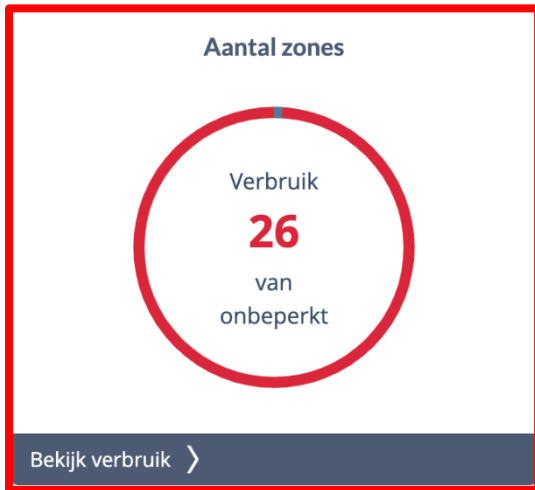 Aantal zones
Verbruik
26
van
onbeperkt
Bekijk verbruik